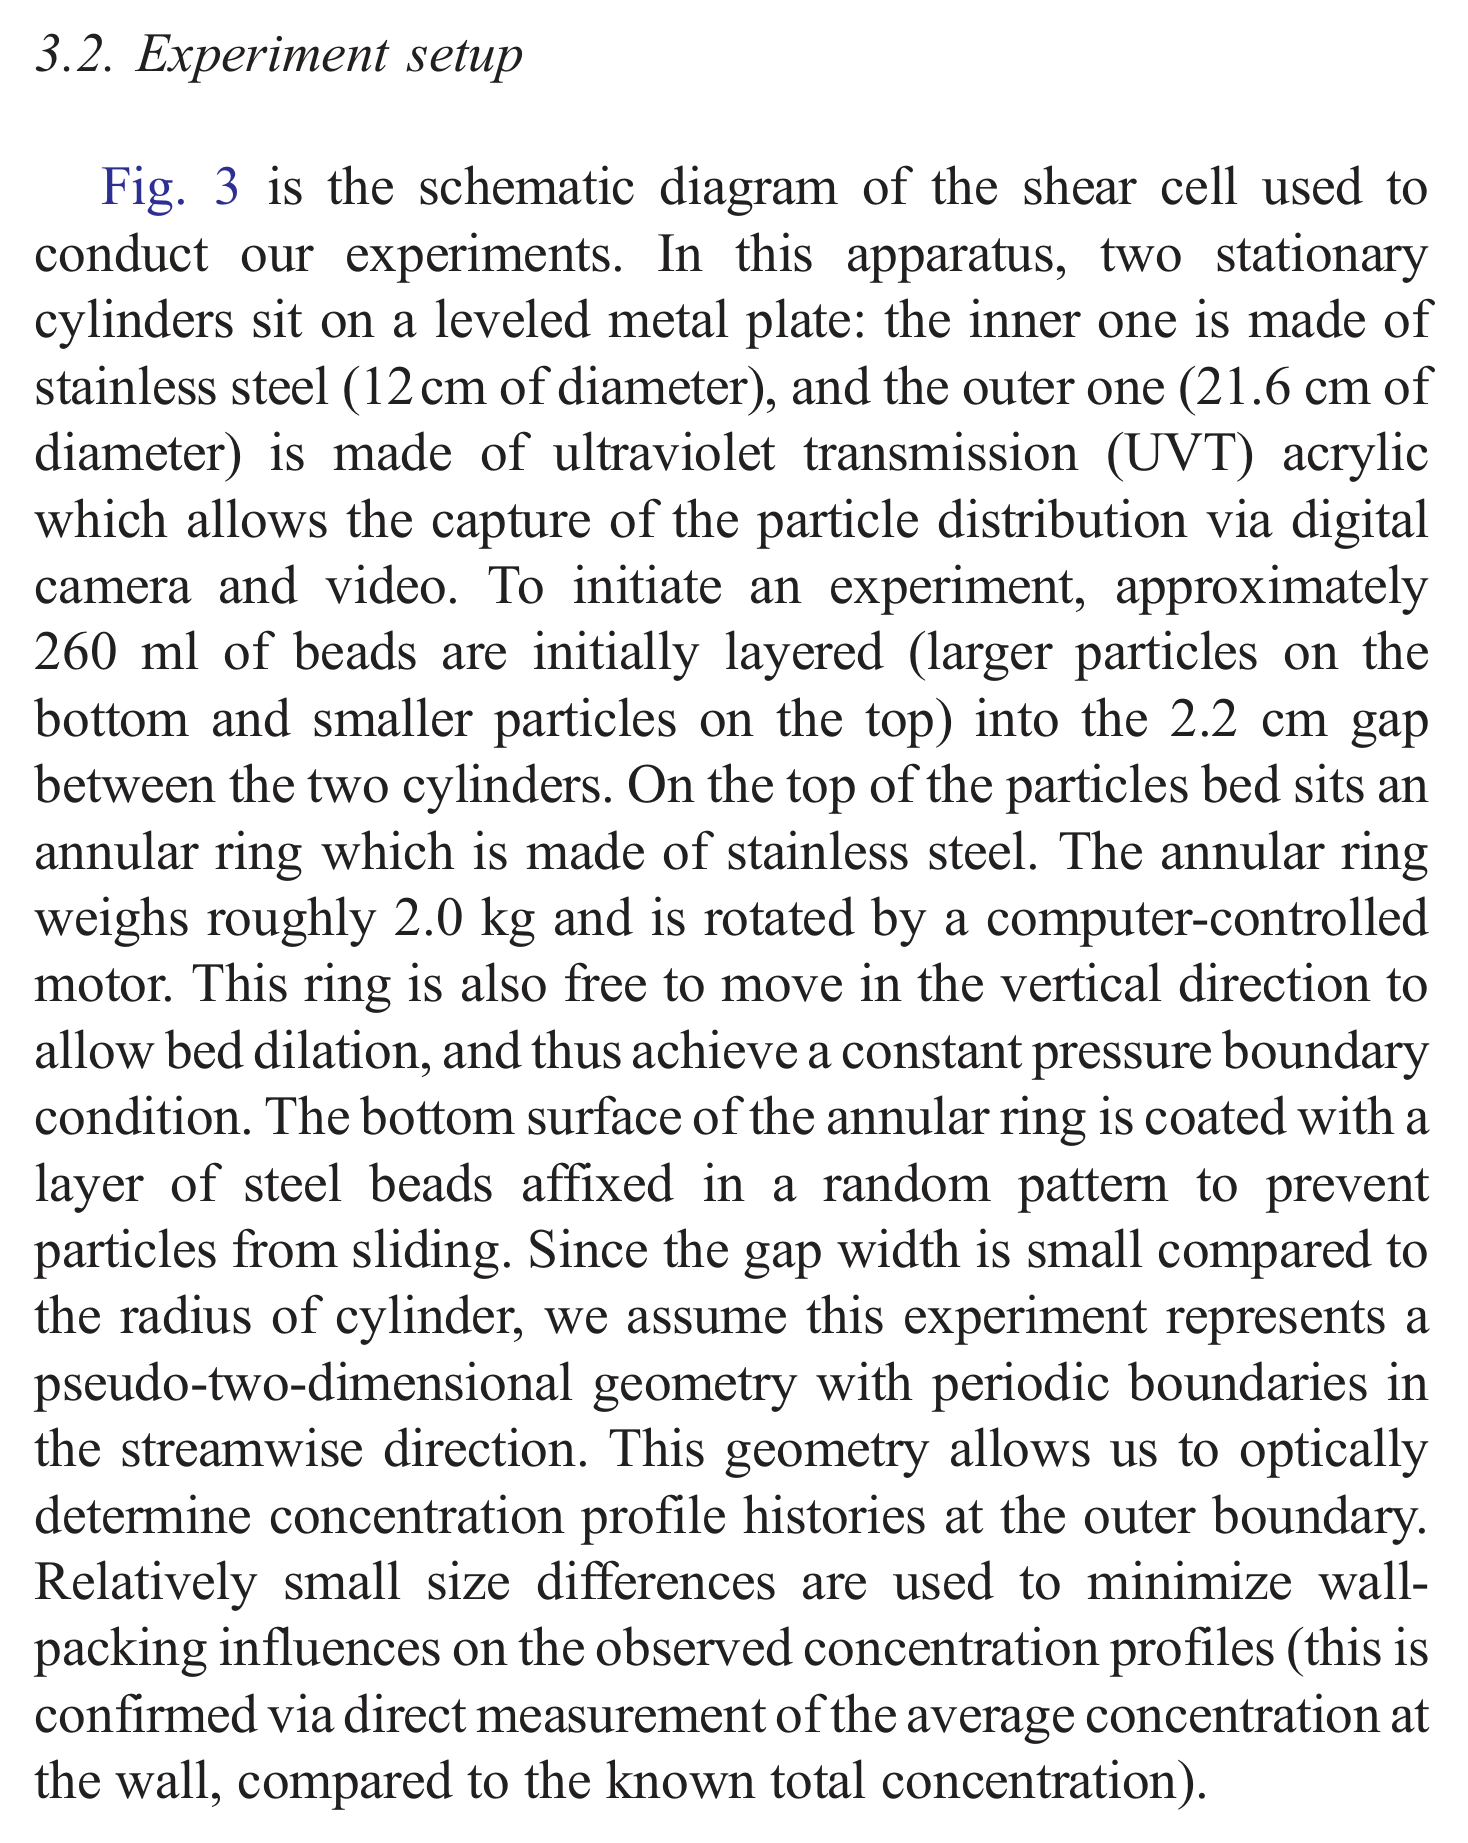 3.2. Experiment setup
Fig. 3 is the schematic diagram of the shear cell used to
conduct our experiments. In this apparatus, two stationary
cylinders sit on a leveled metal plate: the inner one is made of
stainless steel (12 cm of diameter), and the outer one (21.6 cm of
diameter) is made of ultraviolet transmission (UVT) acrylic
which allows the capture of the particle distribution via digital
camera and video. To initiate an experiment, approximately
260 ml of beads are initially layered (larger particles on the
bottom and smaller particles on the top) into the 2.2 cm gap
between the two cylinders. On the top of the particles bed sits an
annular ring which is made of stainless steel. The annular ring
weighs roughly 2.0 kg and is rotated by a computer-controlled
motor. This ring is also free to move in the vertical direction to
allow bed dilation, and thus achieve a constant pressure boundary
condition. The bottom surface of the annular ring is coated with a
layer of steel beads affixed in a random pattern to prevent
particles from sliding. Since the gap width is small compared to
the radius of cylinder, we assume this experiment represents a
pseudo-two-dimensional geometry with periodic boundaries in
the streamwise direction. This geometry allows us to optically
determine concentration profile histories at the outer boundary.
Relatively small size differences are used to minimize wall-
packing influences on the observed concentration profiles (this is
confirmed via direct measurement of the average concentration at
the wall, compared to the known total concentration).